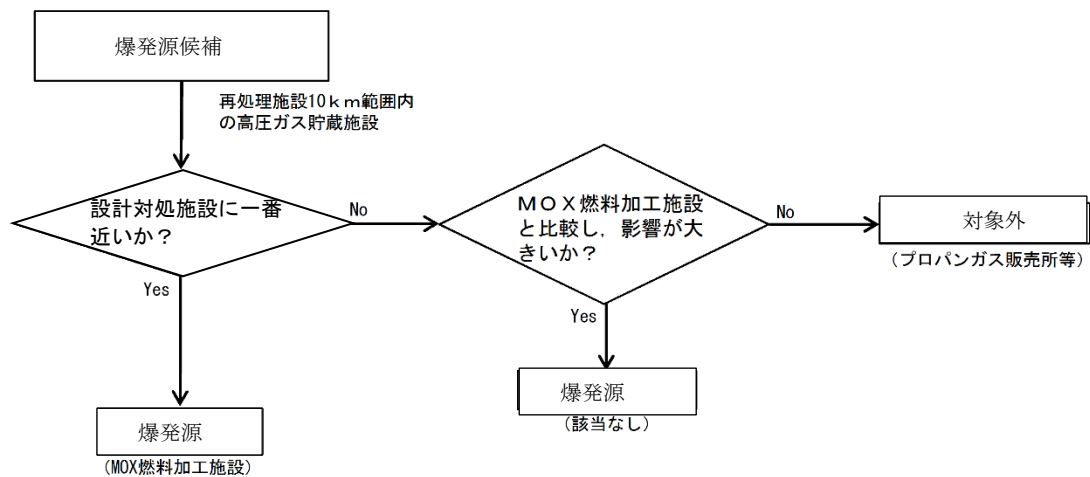 爆発源候補
再処理施設10ｋｍ範囲内
の高圧ガス貯蔵施設
設計対処施設に一番
近いか？
No
ＭＯＸ燃料加工施設
と比較し，影響が大
きいか？
No
対象外
（プロパンガス販売所等）
Yes
Yes
爆発源
（該当なし）
爆発源
（MOX燃料加工施設）